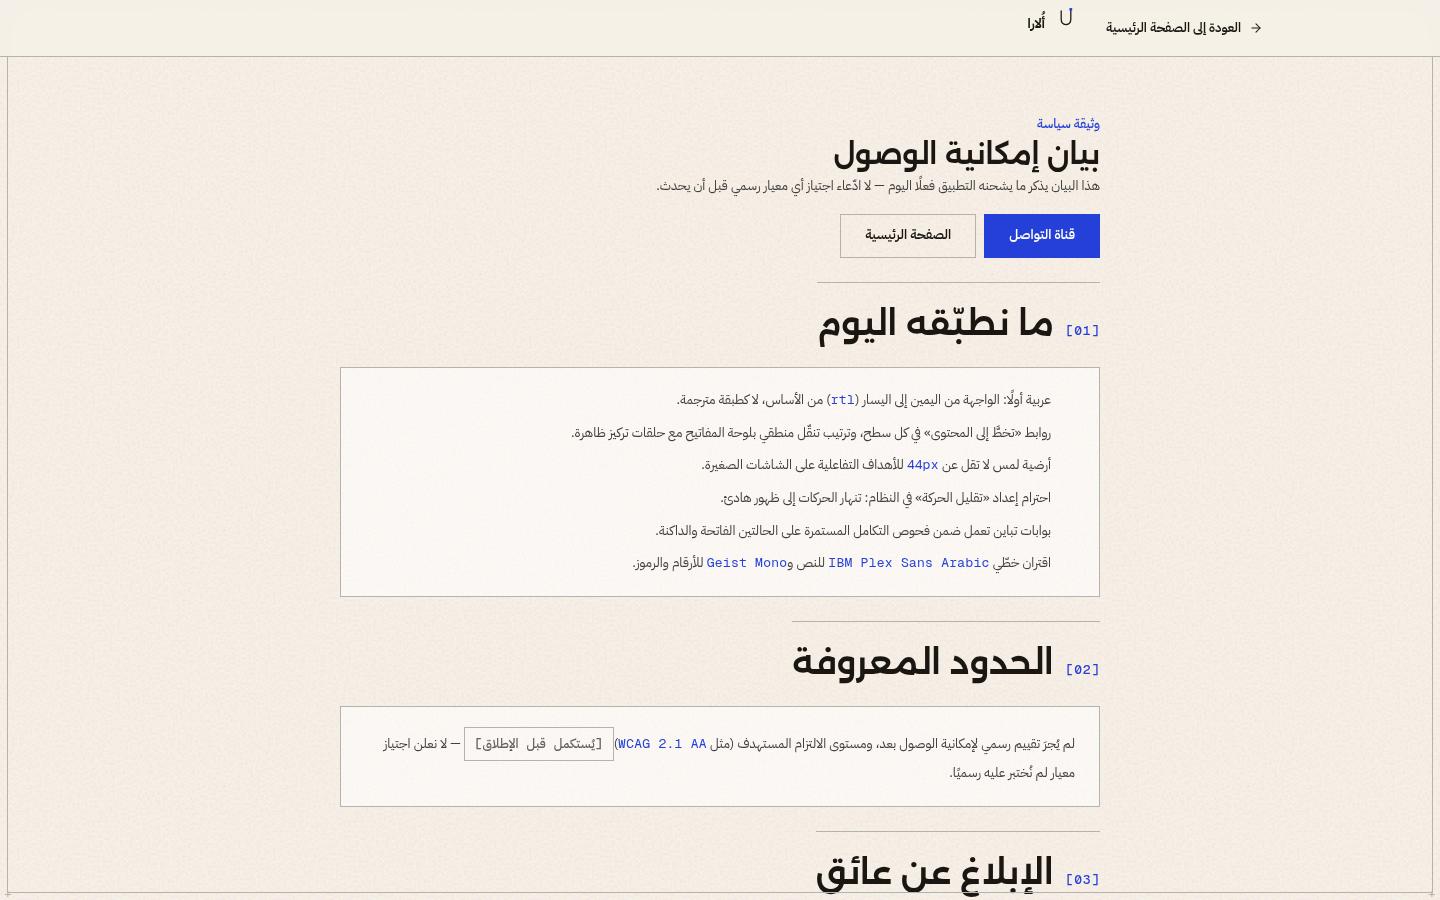 العودة إلى الصفحة الرئيسية
ألارا
وثيقة سياسة
بيان إمكانية الوصول
هذا البيان يذكر ما يشحنه التطبيق فعلًا اليوم — لا ادّعاء اجتياز أي معيار رسمي قبل أن يحدث.
قناة التواصل
الصفحة الرئيسية
[01] ما نطبّقه اليوم
عربية أولًا: الواجهة من اليمين إلى اليسار (rtl) من الأساس، لا كطبقة مترجمة.
روابط «تخطَّ إلى المحتوى» في كل سطح، وترتيب تنقّل منطقي بلوحة المفاتيح مع حلقات تركيز ظاهرة.
أرضية لمس لا تقل عن 44px للأهداف التفاعلية على الشاشات الصغيرة.
احترام إعداد «تقليل الحركة» في النظام: تنهار الحركات إلى ظهور هادئ.
بوابات تباين تعمل ضمن فحوص التكامل المستمرة على الحالتين الفاتحة والداكنة.
اقتران خطّي IBM Plex Sans Arabic للنص وGeist Mono للأرقام والرموز.
[02] الحدود المعروفة
لم يُجرَ تقييم رسمي لإمكانية الوصول بعد، ومستوى الالتزام المستهدف (مثل WCAG 2.1 AA) [يُستكمل قبل الإطلاق] — لا نعلن اجتياز
معيار لم نُختبر عليه رسميًا.
[03] الإبلاغ عن عائق